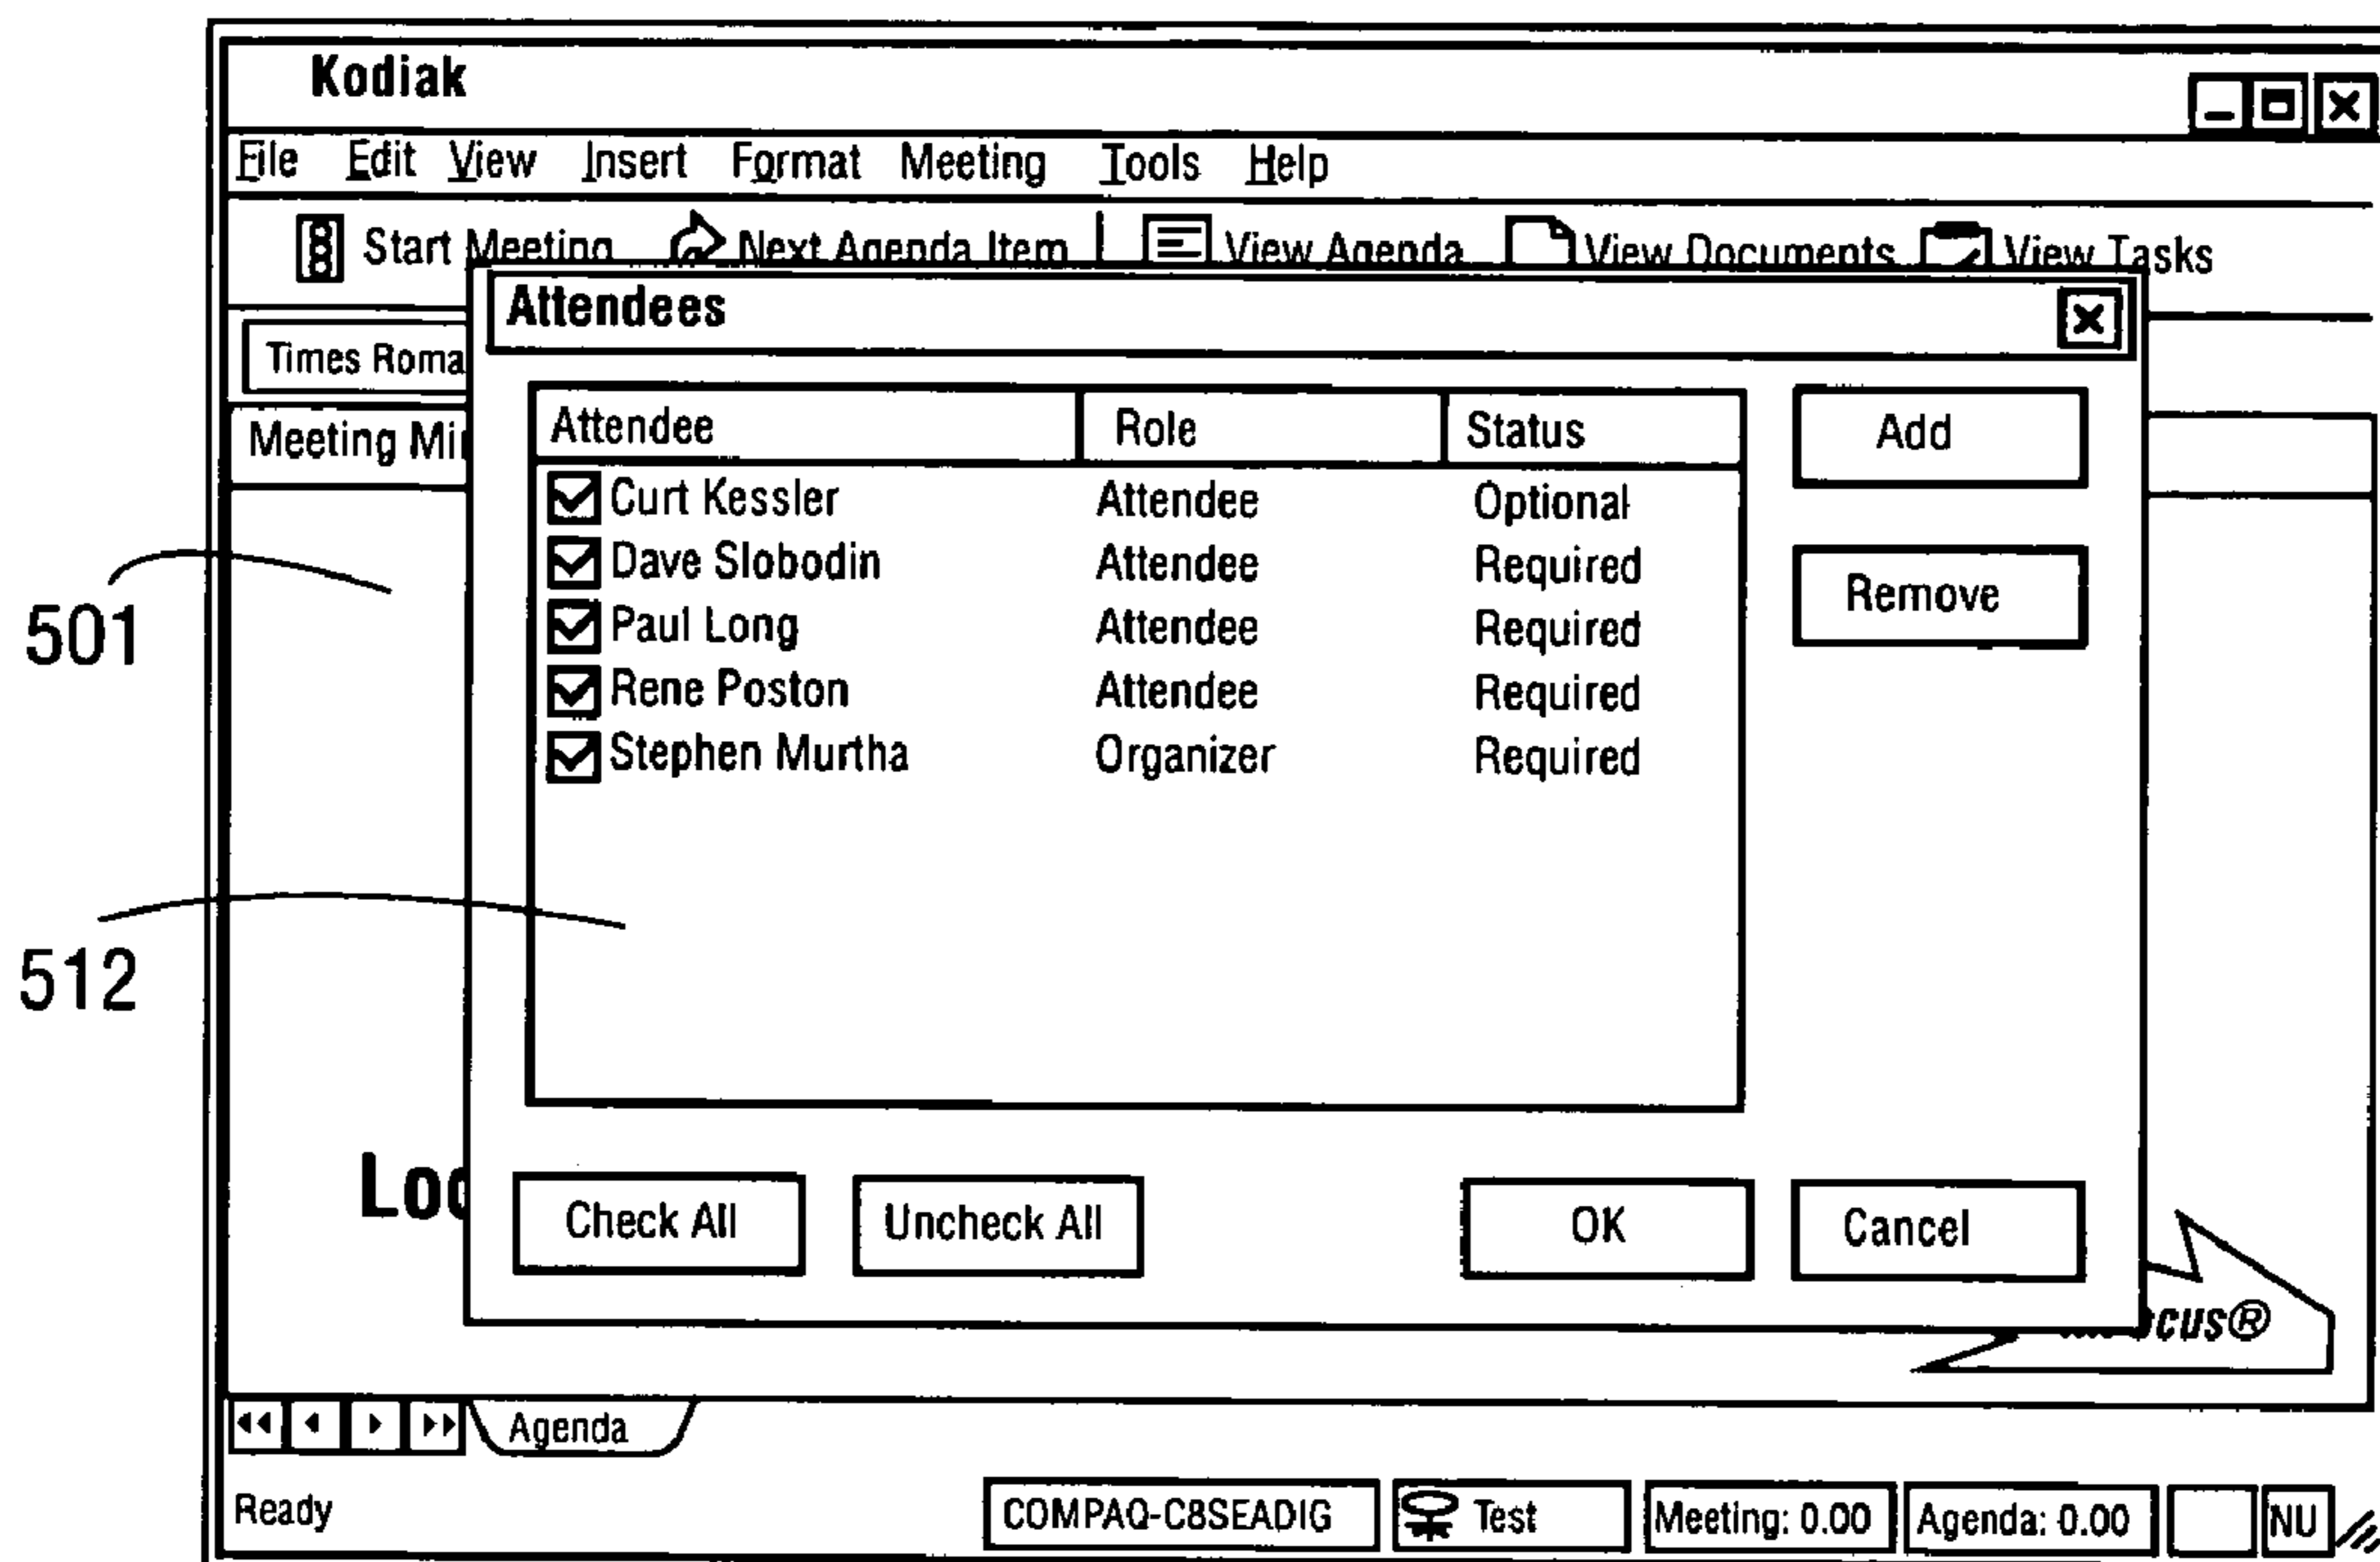 Kodiak
File Edit View Insert Format Meeting Tools Help
Start Meeting Next Agenda Item View Agenda View Documents View Tasks
Attendees
Times Roma
Meeting Mi
Attendee Role Status
Add
Curt Kessler Attendee Optional
Dave Slobodin Attendee Required
Remove
Paul Long Attendee Required
Rene Poston Attendee Required
Stephen Murtha Organizer Required
501
512
Loc
Check All Uncheck All OK Cancel
cus®
Agenda
Ready COMPAQ-C8SEADIG Test Meeting: 0.00 Agenda: 0.00 NU